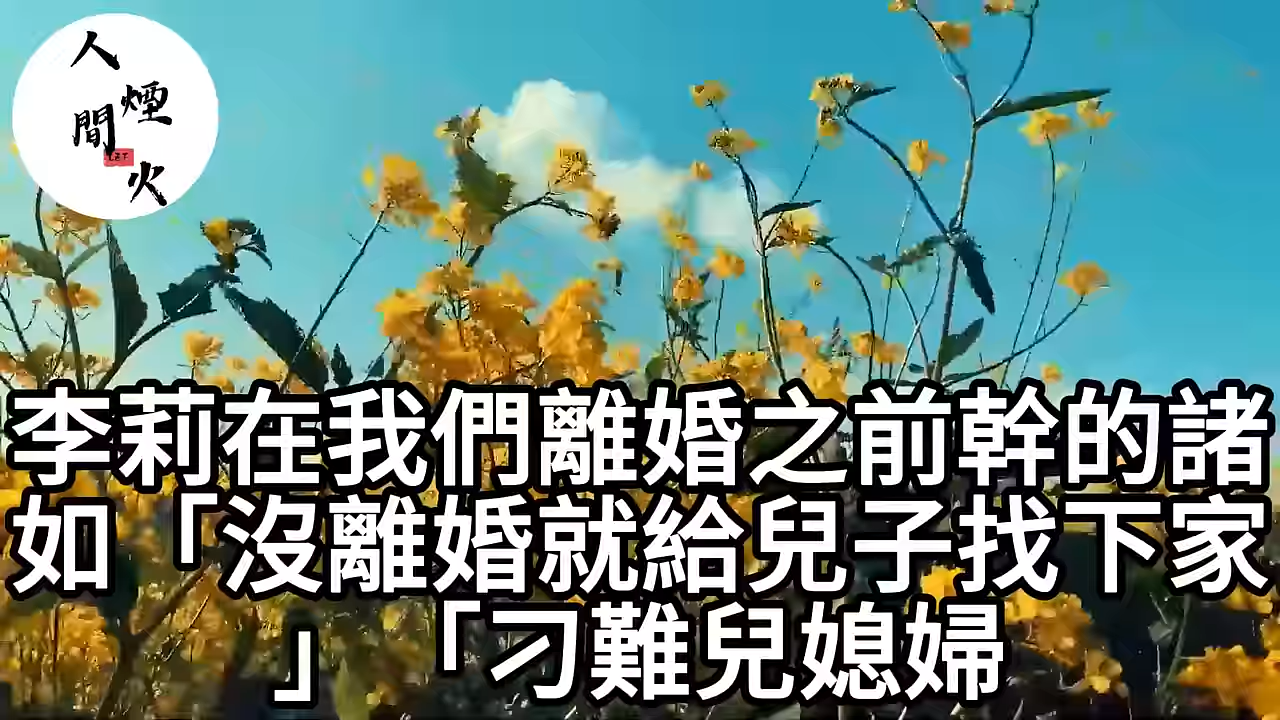 人間煙火
李莉在我們離婚之前幹的諸
如「沒離婚就給兒子找下家
」「刁難兒媳婦